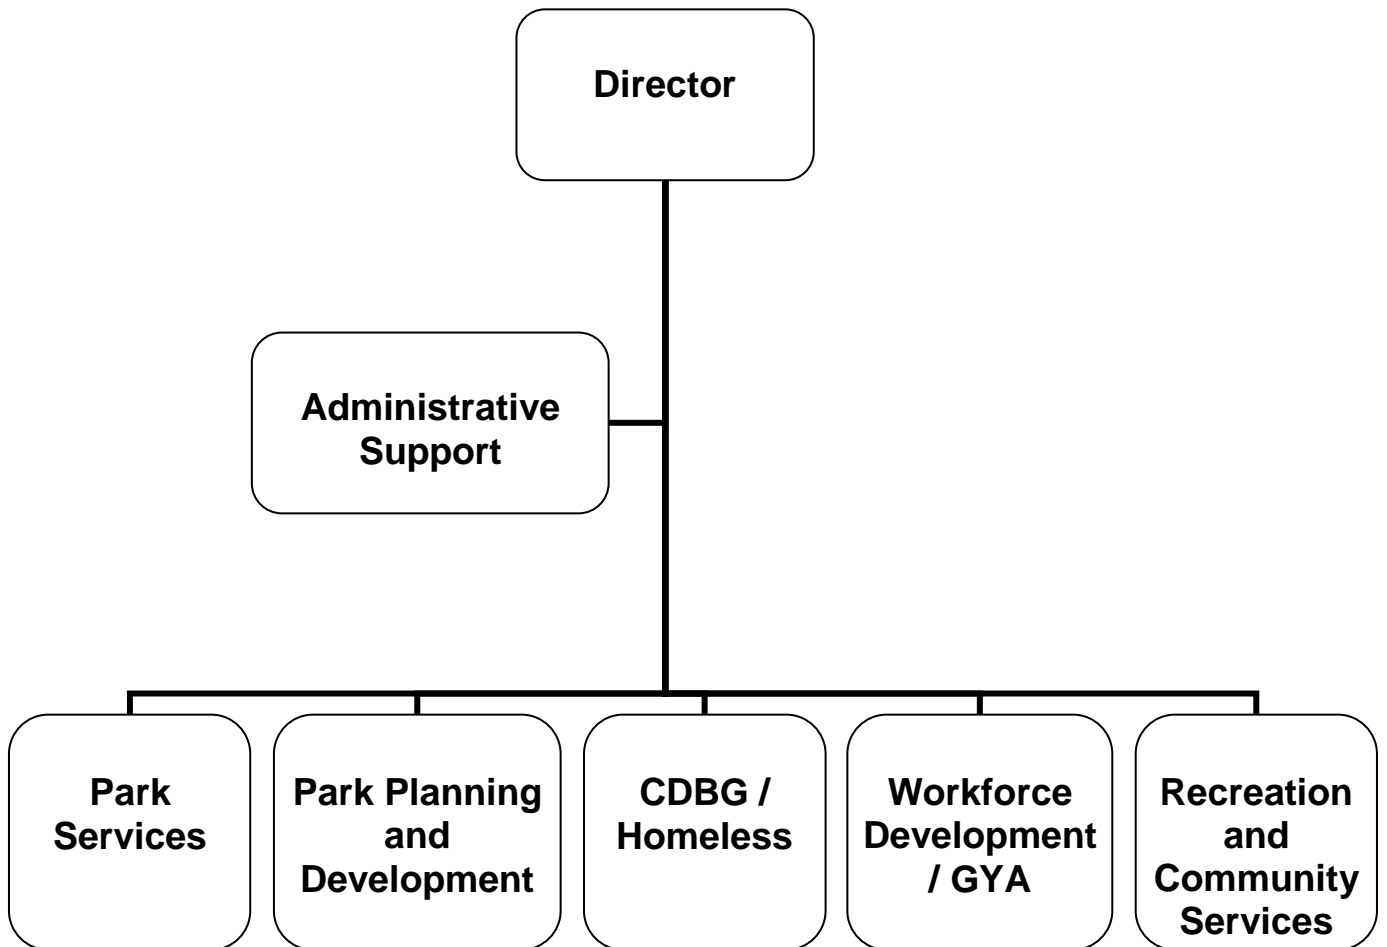 Director
Administrative
Support
Park
Services
Park Planning
and
Development
CDBG /
Homeless
Workforce
Development
/ GYA
Recreation
and
Community
Services